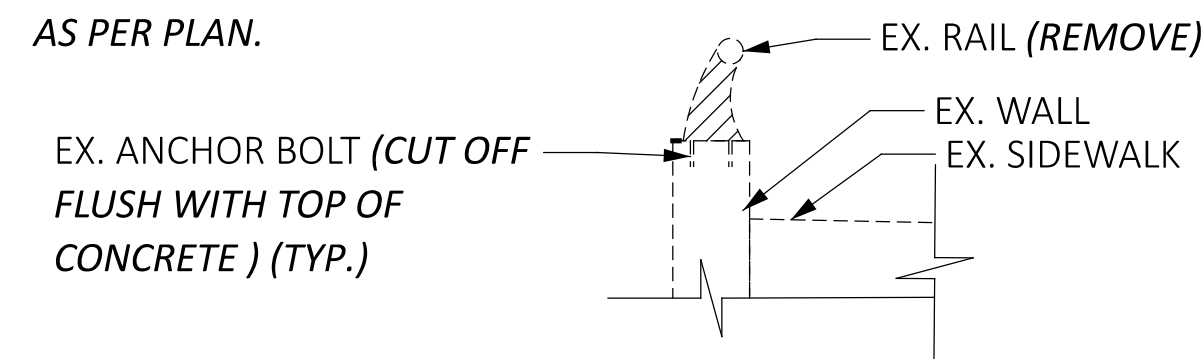 AS PER PLAN.
EX. RAIL (REMOVE)
EX. WALL
EX. SIDEWALK
EX. ANCHOR BOLT (CUT OFF
FLUSH WITH TOP OF
CONCRETE ) (TYP.)